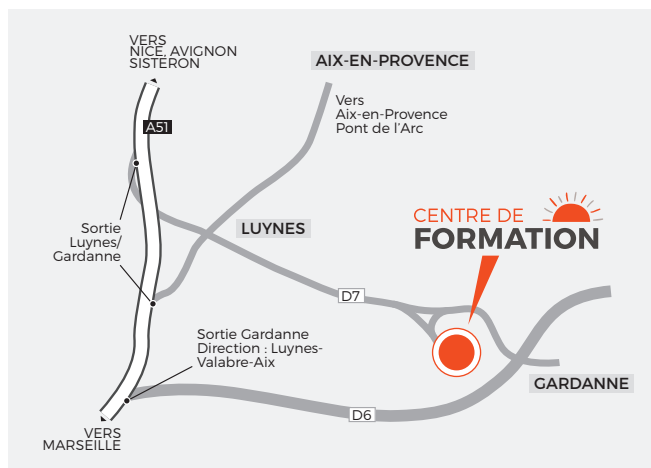 VERS
NICE, AVIGNON
SISTERON
AIX-EN-PROVENCE
Vers
Aix-en-Provence
Pont de l'Arc
A51
Sortie
Luynes/
Gardanne
LUYNES
CENTRE DE
FORMATION
D7
Sortie Gardanne
Direction : Luynes-
Valabre-Aix
GARDANNE
D6
VERS
MARSEILLE